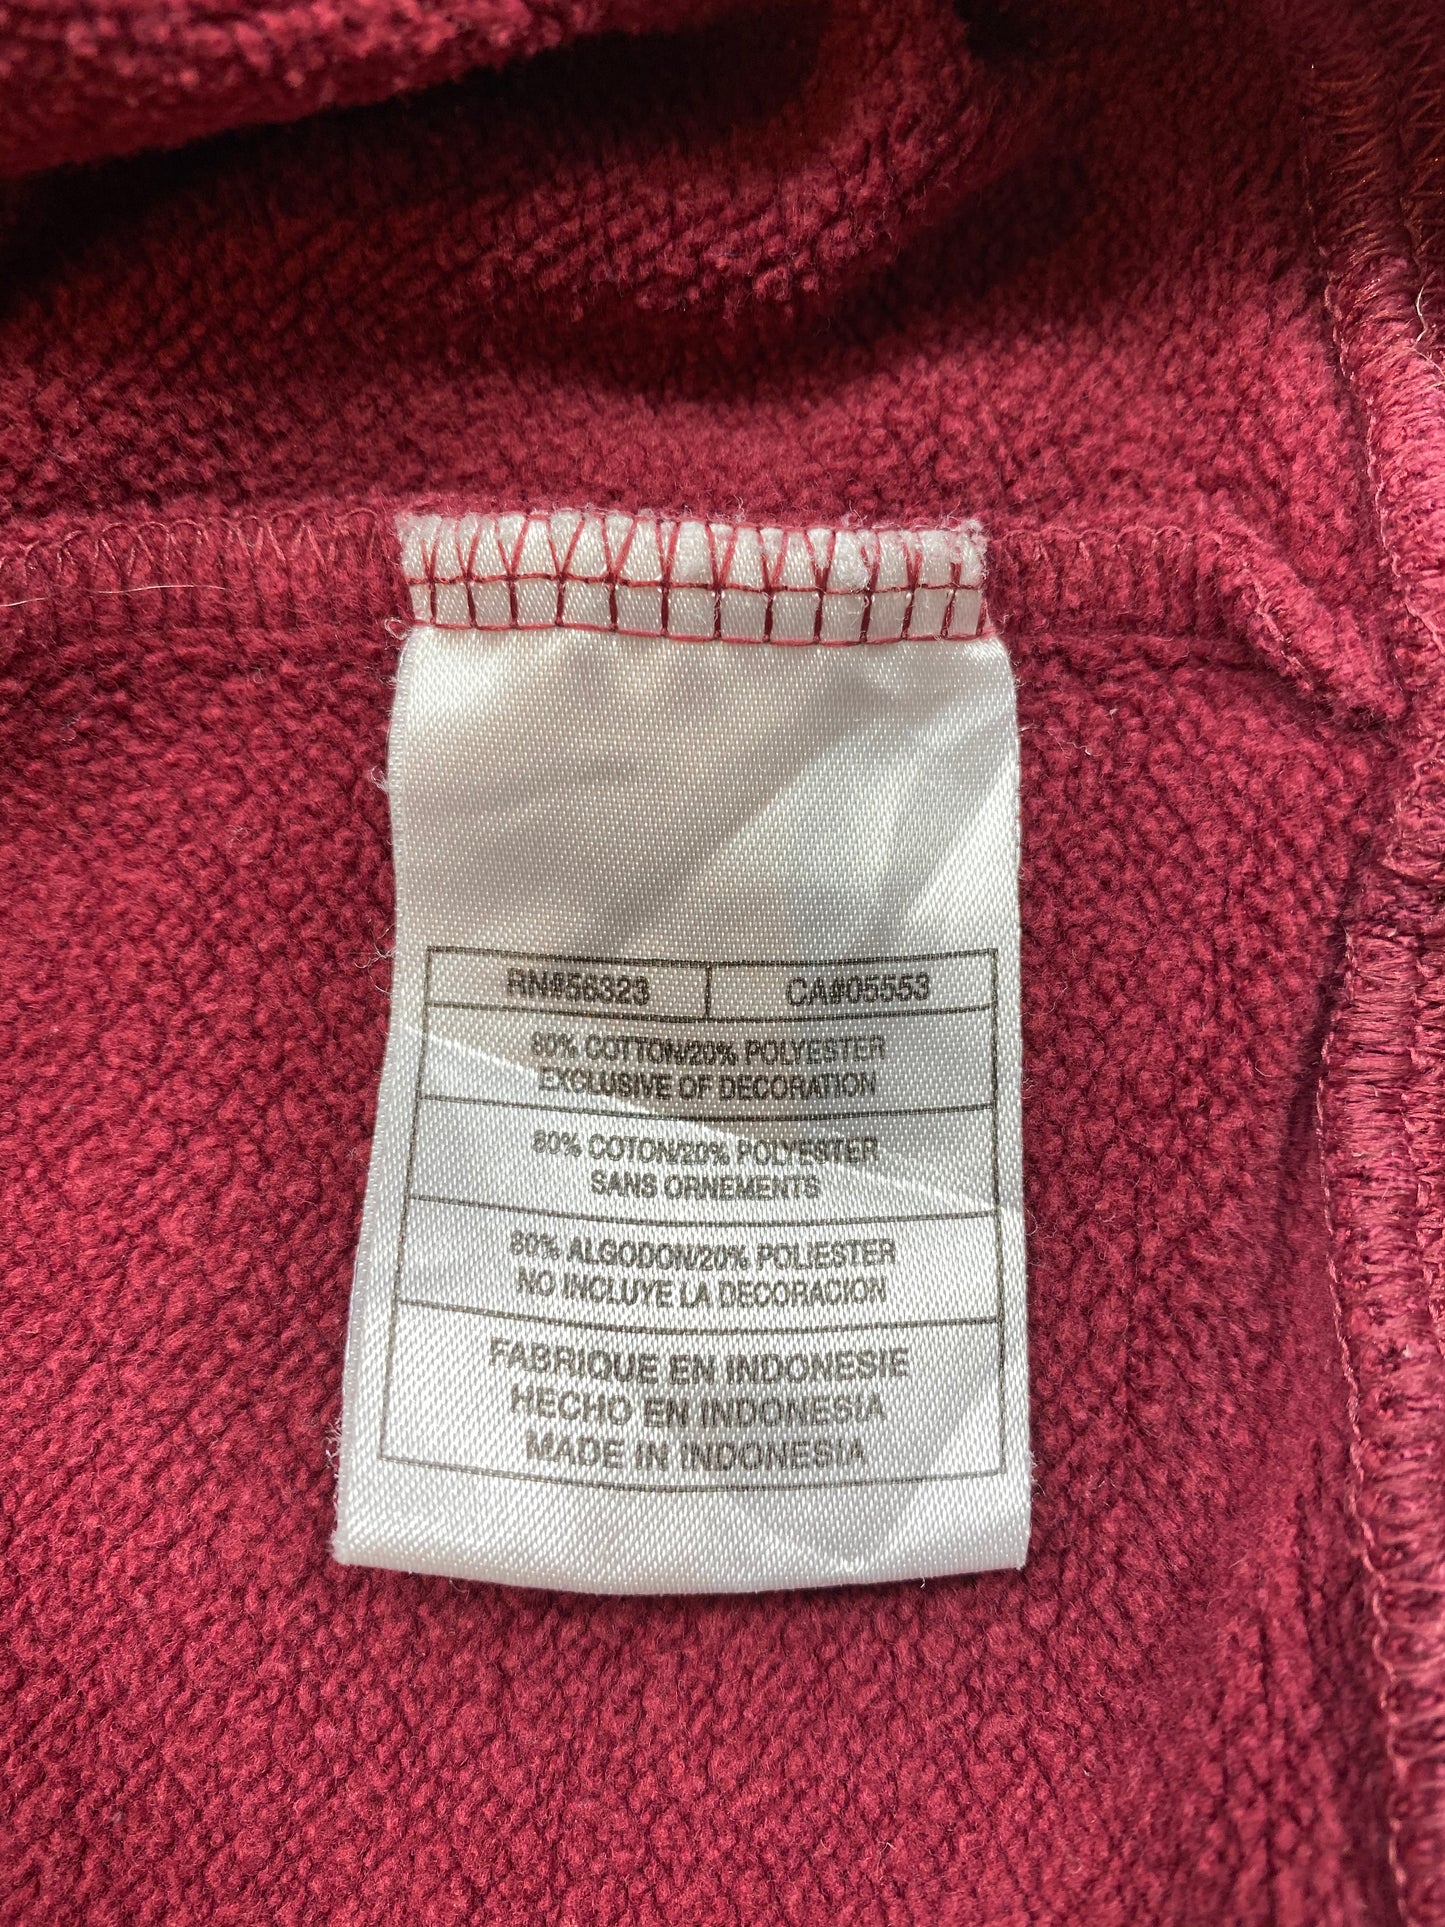 RN#56323 CA#05553
80% COTTON/20% POLYESTER
EXCLUSIVE OF DECORATION
80% COTON/20% POLYESTER
SANS ORNEMENTS
80% ALGODON/20% POLIESTER
NO INCLUYE LA DECORACION
FABRIQUE EN INDONESIE
HECHO EN INDONESIA
MADE IN INDONESIA